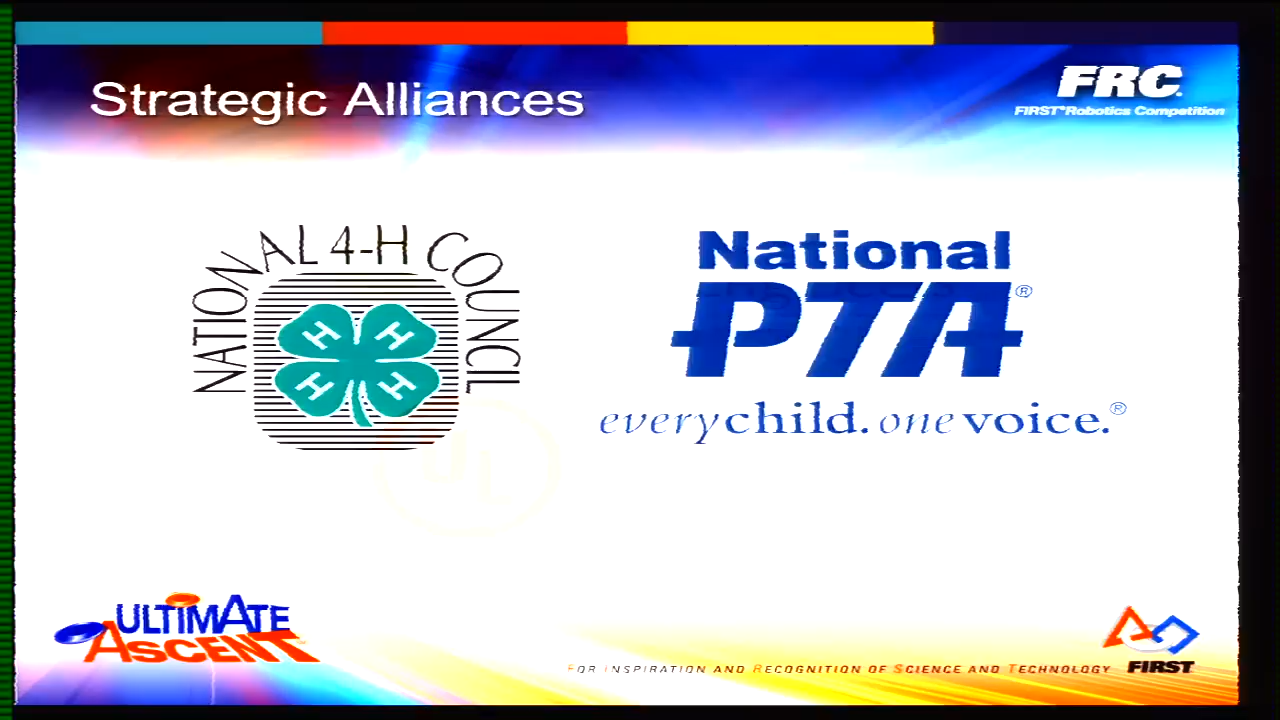 Strategic Alliances
FRC®
FIRST® Robotics Competition
NATIONAL 4-H COUNCIL
H H
H H
National
PTA®
everychild. onevoice.®
UL
ULTIMATE
ASCENT
FOR INSPIRATION AND RECOGNITION OF SCIENCE AND TECHNOLOGY
FIRST